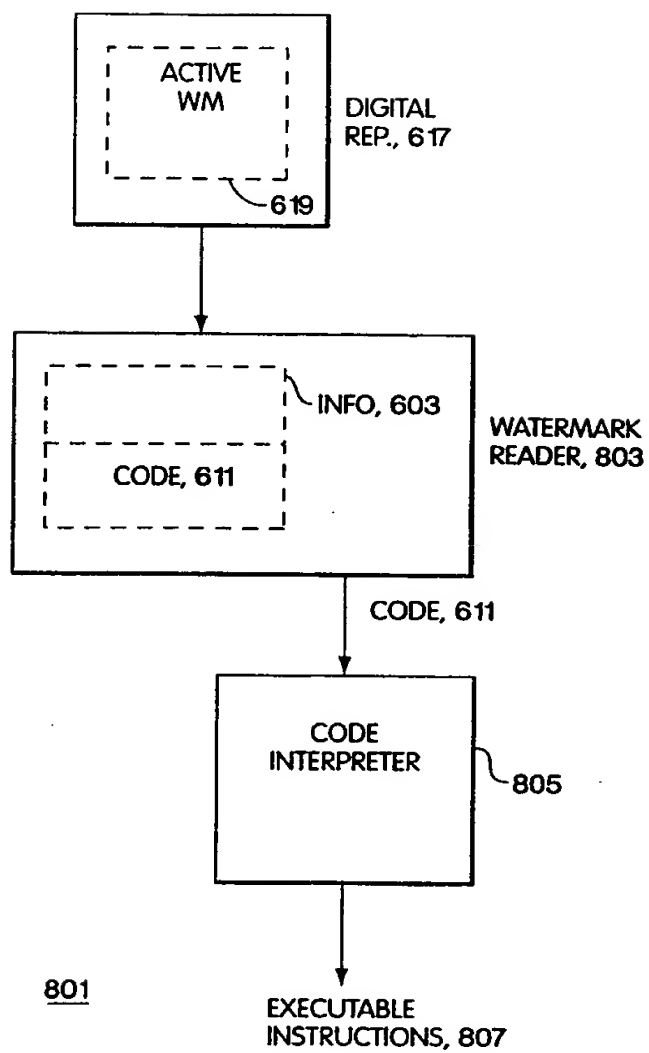 ACTIVE
WM
DIGITAL
REP., 617
619
INFO, 603
CODE, 611
WATERMARK
READER, 803
CODE, 611
CODE
INTERPRETER
805
801
EXECUTABLE
INSTRUCTIONS, 807